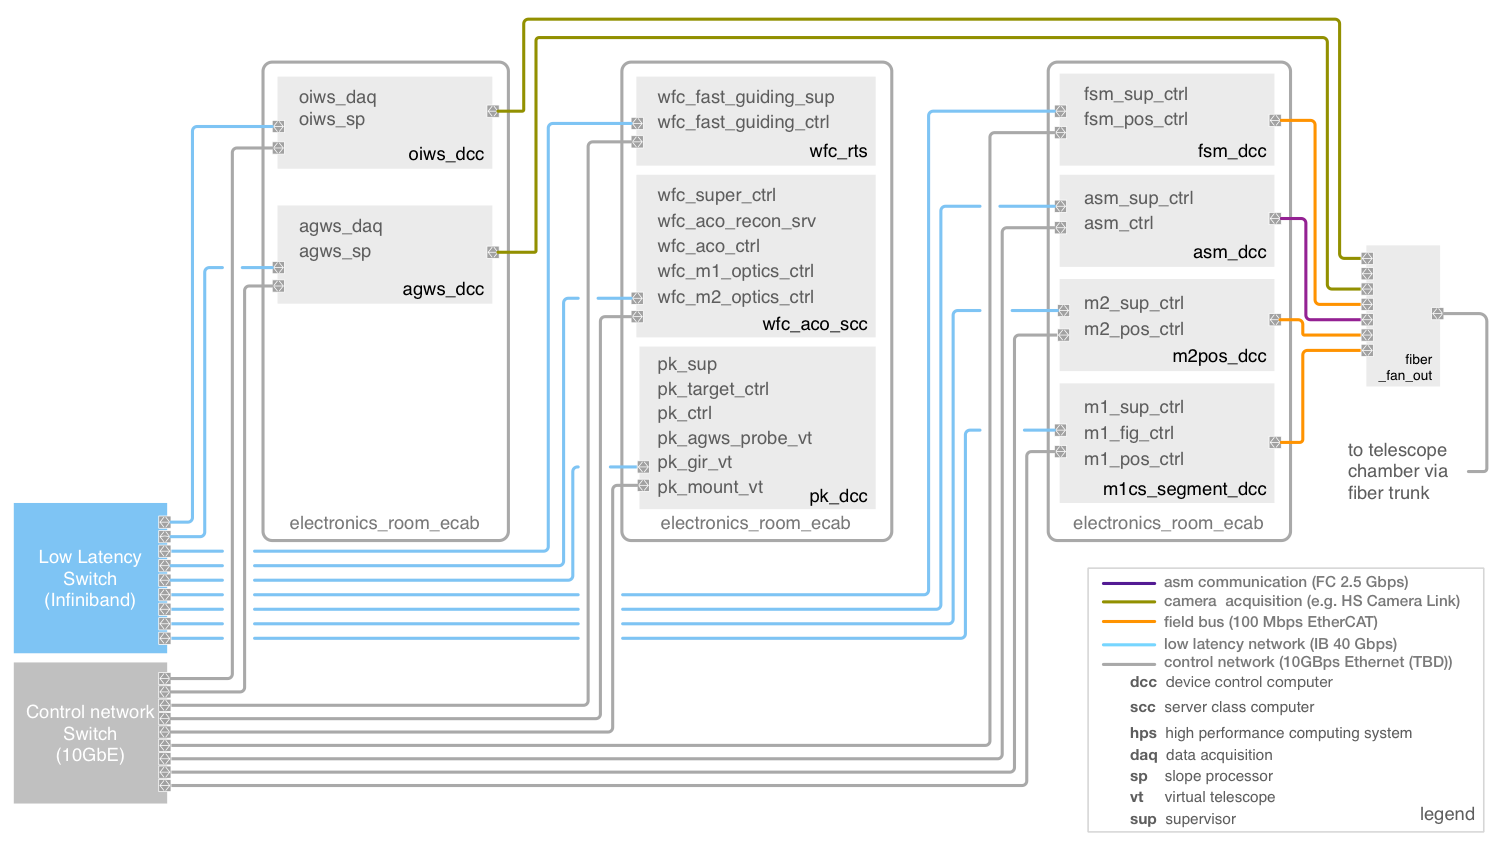 oiws_daq
oiws_sp
oiws_dcc
agws_daq
agws_sp
agws_dcc
electronics_room_ecab
wfc_fast_guiding_sup
wfc_fast_guiding_ctrl
wfc_rts
wfc_super_ctrl
wfc_aco_recon_srv
wfc_aco_ctrl
wfc_m1_optics_ctrl
wfc_m2_optics_ctrl
wfc_aco_scc
pk_sup
pk_target_ctrl
pk_ctrl
pk_agws_probe_vt
pk_gir_vt
pk_mount_vt
pk_dcc
electronics_room_ecab
fsm_sup_ctrl
fsm_pos_ctrl
fsm_dcc
asm_sup_ctrl
asm_ctrl
asm_dcc
m2_sup_ctrl
m2_pos_ctrl
m2pos_dcc
m1_sup_ctrl
m1_fig_ctrl
m1_pos_ctrl
m1cs_segment_dcc
electronics_room_ecab
fiber
_fan_out
to telescope
chamber via
fiber trunk
Low Latency
Switch
(Infiniband)
Control network
Switch
(10GbE)
asm communication (FC 2.5 Gbps)
camera acquisition (e.g. HS Camera Link)
field bus (100 Mbps EtherCAT)
low latency network (IB 40 Gbps)
control network (10GBps Ethernet (TBD))
dcc device control computer
scc server class computer
hps high performance computing system
daq data acquisition
sp slope processor
vt virtual telescope
sup supervisor
legend